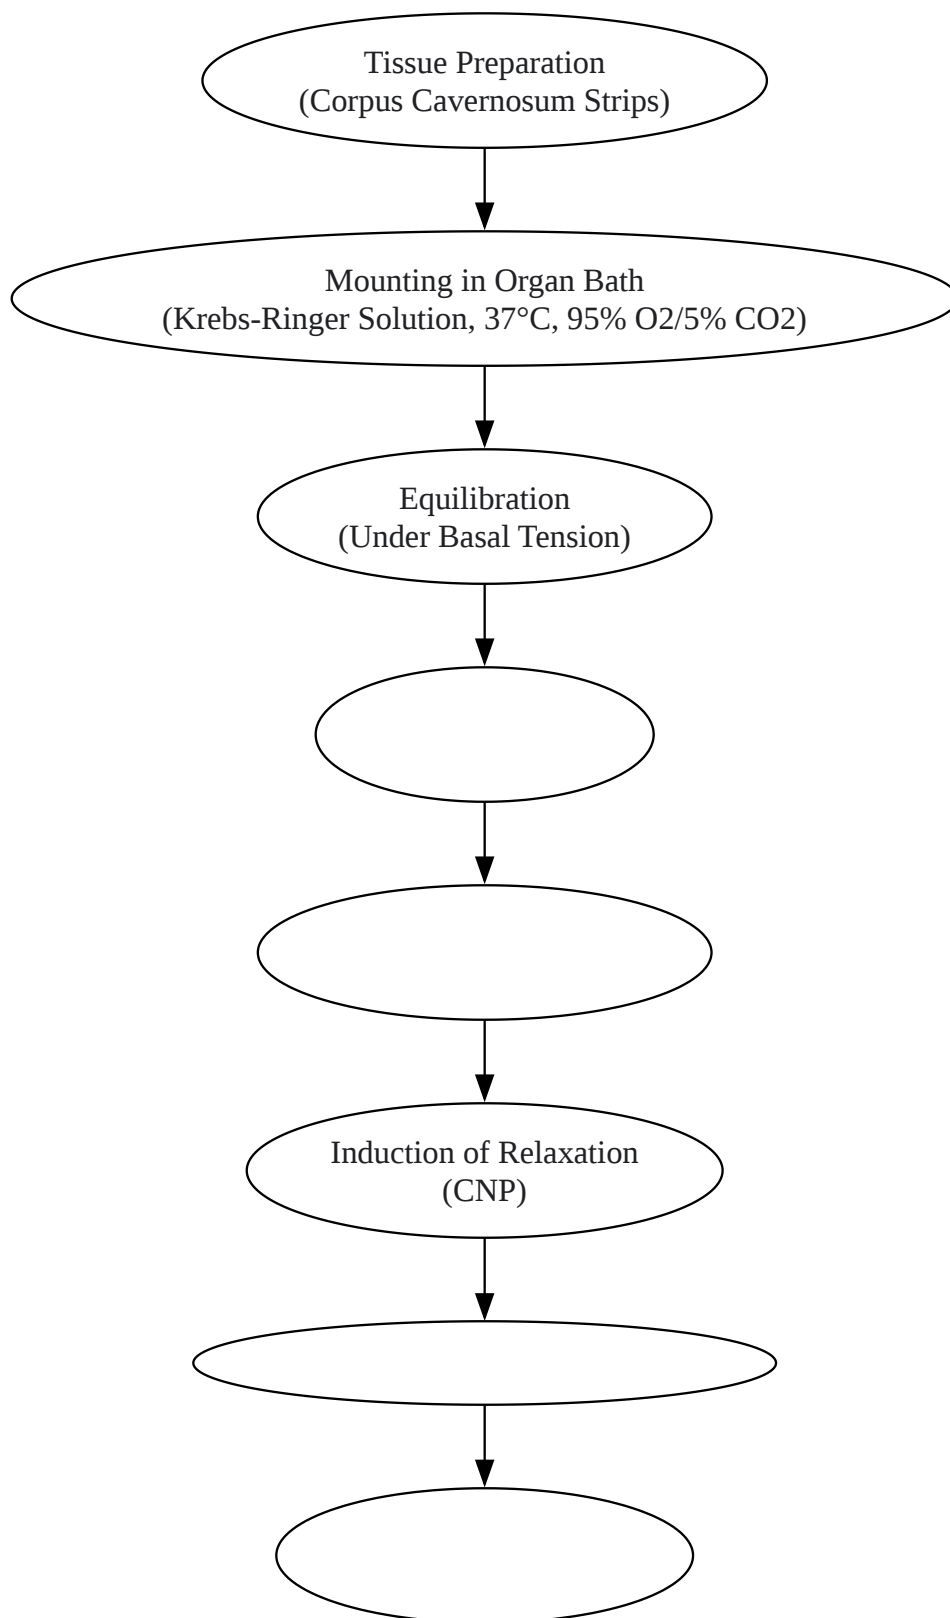 Tissue Preparation
(Corpus Cavernosum Strips)
Mounting in Organ Bath
(Krebs-Ringer Solution, 37°C, 95% O2/5% CO2)
Equilibration
(Under Basal Tension)
Induction of Relaxation
(CNP)